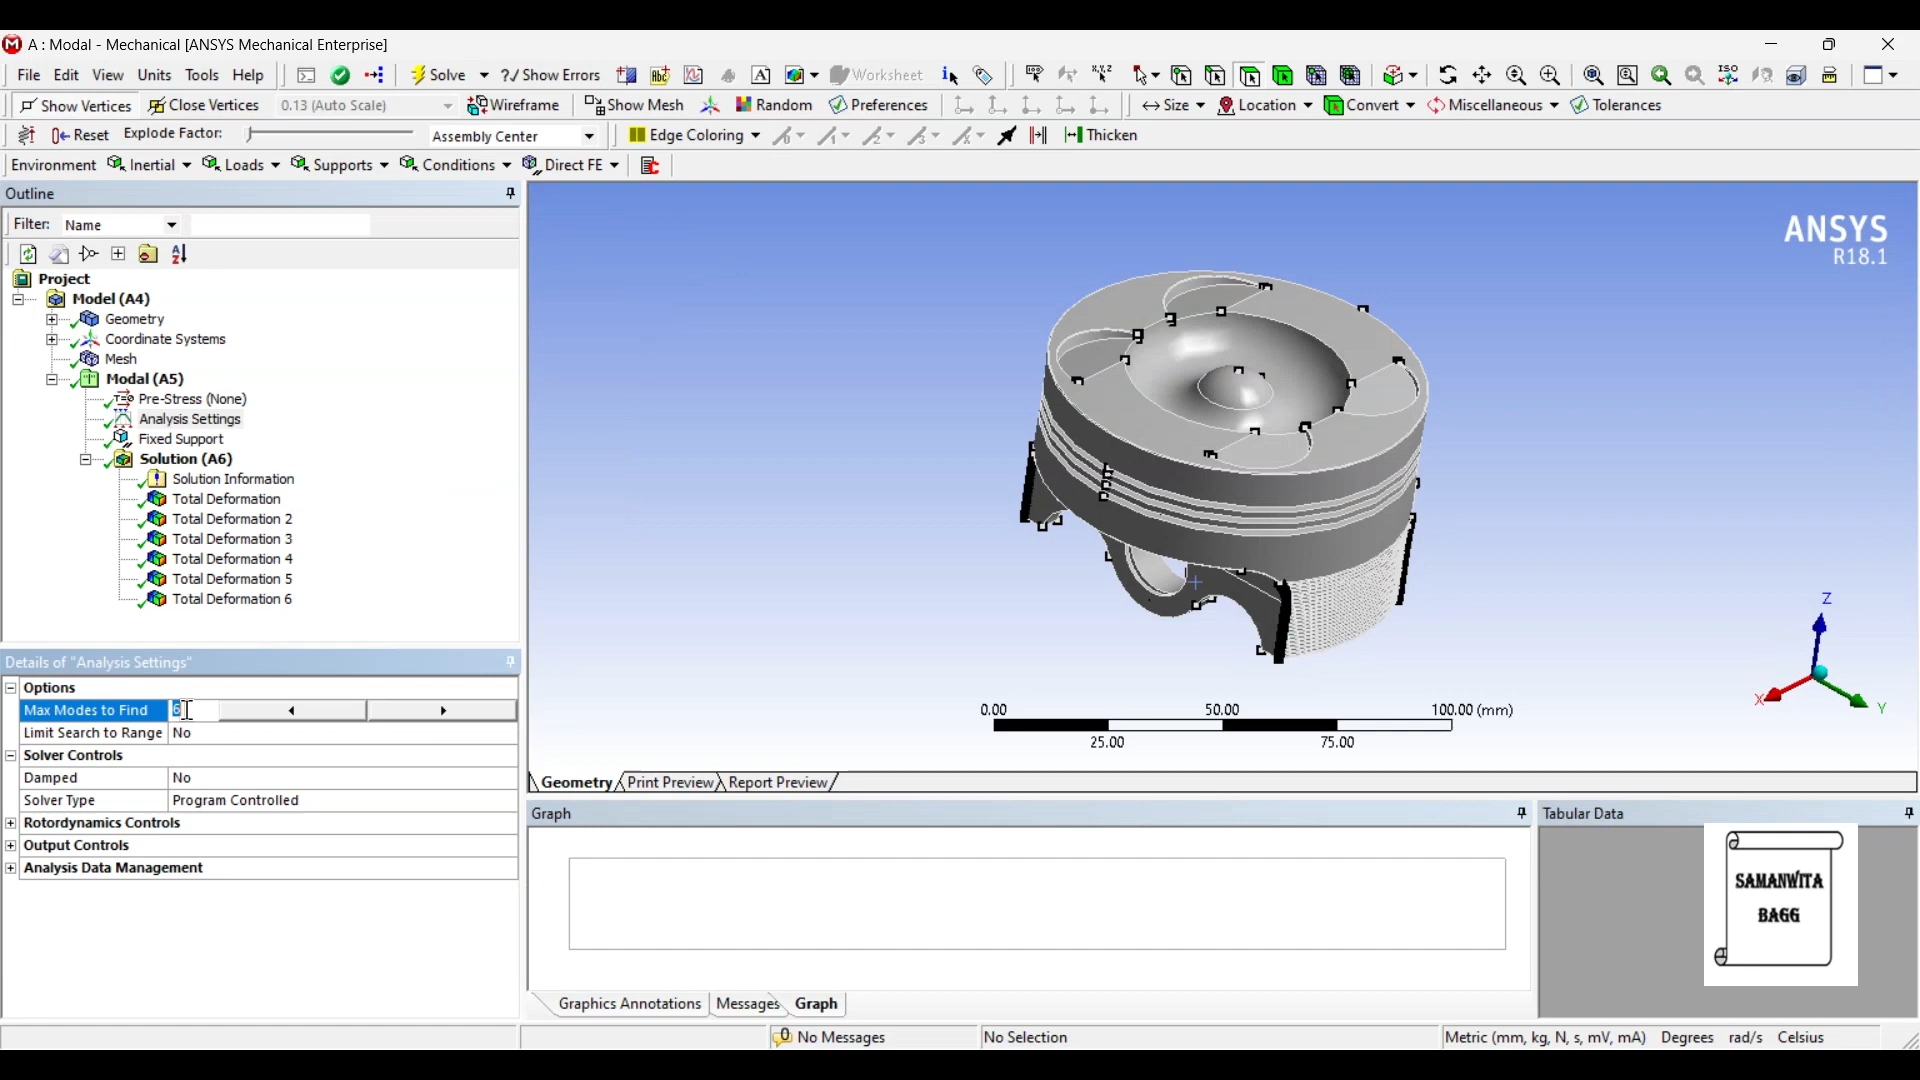 A : Modal - Mechanical [ANSYS Mechanical Enterprise]
File Edit View Units Tools Help Solve ?/ Show Errors Worksheet
Show Vertices Close Vertices 0.13 (Auto Scale) Wireframe Show Mesh Random Preferences Size Location Convert Miscellaneous Tolerances
Reset Explode Factor: Assembly Center Edge Coloring Thicken
Environment Inertial Loads Supports Conditions Direct FE
Outline
Filter: Name
Project
Model (A4)
Geometry
Coordinate Systems
Mesh
Modal (A5)
Pre-Stress (None)
Analysis Settings
Fixed Support
Solution (A6)
Solution Information
Total Deformation
Total Deformation 2
Total Deformation 3
Total Deformation 4
Total Deformation 5
Total Deformation 6
Details of "Analysis Settings"
Options
Max Modes to Find 6
Limit Search to Range No
Solver Controls
Damped No
Solver Type Program Controlled
Rotordynamics Controls
Output Controls
Analysis Data Management
ANSYS
R18.1
Z
X
Y
0.00 50.00 100.00 (mm)
25.00 75.00
Geometry Print Preview Report Preview
Graph
Tabular Data
SAMANWITA
BAGG
Graphics Annotations Messages Graph
No Messages No Selection Metric (mm, kg, N, s, mV, mA) Degrees rad/s Celsius